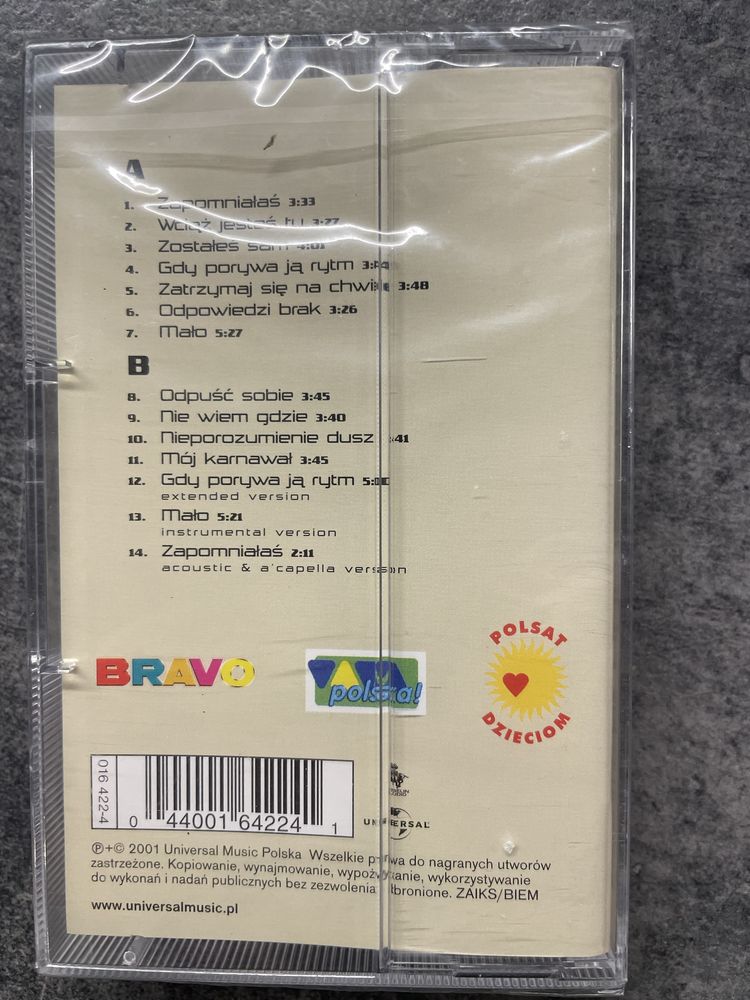 A
1. Zapomniałaś 3:33
2. Wciąż jesteś tu 3:27
3. Zostałeś sam 4:01
4. Gdy porywa ją rytm
5. Zatrzymaj się na chwilę 3:48
6. Odpowiedzi brak 3:26
7. Mało 5:27
B
8. Odpuść sobie 3:45
9. Nie wiem gdzie 3:40
10. Nieporozumienie dusz
11. Mój karnawał 3:45
12. Gdy porywa ją rytm
extended version
13. Mało 5:21
instrumental version
14. Zapomniałaś 2:11
acoustic & a'capella version
POLSAT
DZIECIOM
BRAVO
VIVA
polska!
016 422-4
0 44001 64224 1
UNIVERSAL
℗+© 2001 Universal Music Polska Wszelkie prawa do nagranych utworów
zastrzeżone. Kopiowanie, wynajmowanie, wypożyczanie, wykorzystywanie
do wykonań i nadań publicznych bez zezwolenia zabronione. ZAIKS/BIEM
www.universalmusic.pl